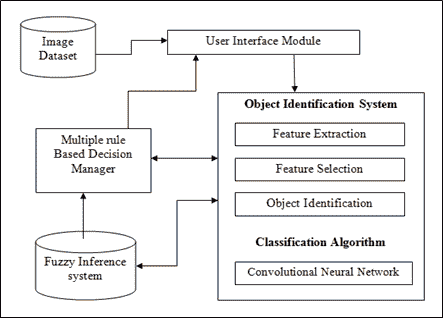 Image
Dataset
User Interface Module
Object Identification System
Feature Extraction
Multiple rule
Based Decision
Manager
Feature Selection
Object Identification
Classification Algorithm
Fuzzy Inference
system
Convolutional Neural Network